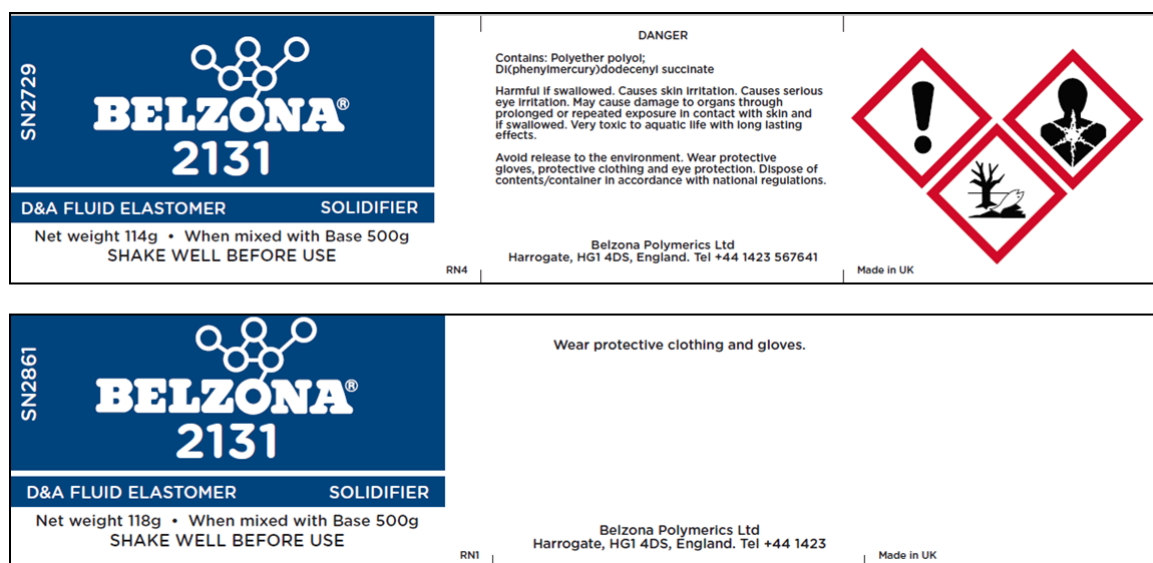 SN2729
BELZONA®
2131
D&A FLUID ELASTOMER SOLIDIFIER
Net weight 114g • When mixed with Base 500g
SHAKE WELL BEFORE USE
RN4
DANGER
Contains: Polyether polyol;
Di(phenylmercury)dodecenyl succinate
Harmful if swallowed. Causes skin irritation. Causes serious
eye irritation. May cause damage to organs through
prolonged or repeated exposure in contact with skin and
if swallowed. Very toxic to aquatic life with long lasting
effects.
Avoid release to the environment. Wear protective
gloves, protective clothing and eye protection. Dispose of
contents/container in accordance with national regulations.
Belzona Polymerics Ltd
Harrogate, HG1 4DS, England. Tel +44 1423 567641
Made in UK
SN2861
BELZONA®
2131
D&A FLUID ELASTOMER SOLIDIFIER
Net weight 118g • When mixed with Base 500g
SHAKE WELL BEFORE USE
RN1
Wear protective clothing and gloves.
Belzona Polymerics Ltd
Harrogate, HG1 4DS, England. Tel +44 1423
Made in UK